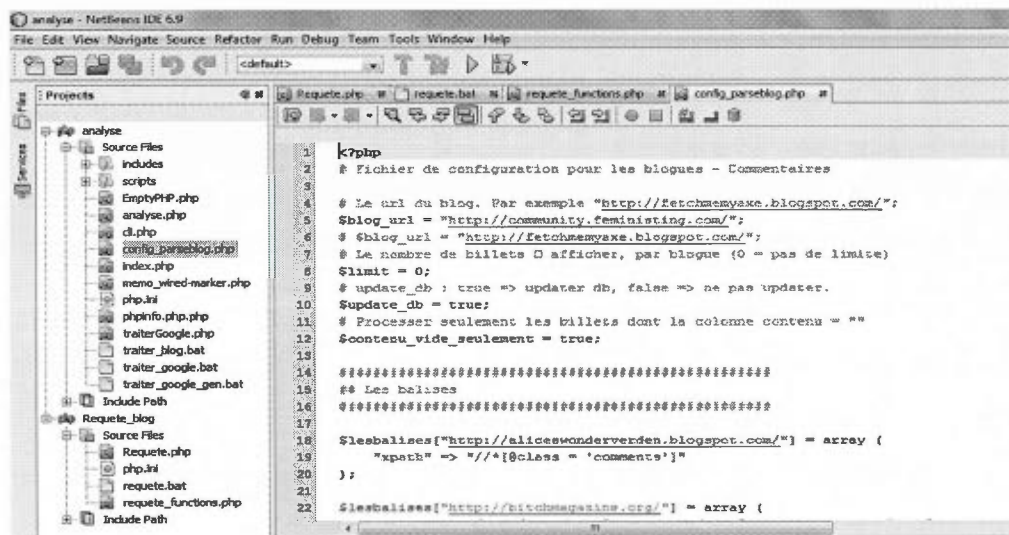 analyse - NetBeans IDE 6.9
File Edit View Navigate Source Refactor Run Debug Team Tools Window Help
<default>
Files
Services
Projects
analyse
Source Files
includes
scripts
EmptyPHP.php
analyse.php
cli.php
config_parseblog.php
index.php
memo_wired-marker.php
php.ini
phpinfo.php.php
traiterGoogle.php
traiter_blog.bat
traiter_google.bat
traiter_google_gen.bat
Include Path
Requete_blog
Source Files
Requete.php
php.ini
requete.bat
requete_functions.php
Include Path
Requete.php requete.bat requete_functions.php config_parseblog.php
1 <?php
2 # Fichier de configuration pour les blogues - Commentaires
3
4 # Le url du blog. Par exemple "http://fetchmemyaxe.blogspot.com/";
5 $blog_url = "http://community.feministing.com/";
6 # $blog_url = "http://fetchmemyaxe.blogspot.com/";
7 # Le nombre de billets □ afficher, par blogue (0 = pas de limite)
8 $limit = 0;
9 # update_db : true => updater db, false => ne pas updater.
10 $update_db = true;
11 # Processer seulement les billets dont la colonne contenu = ""
12 $contenu_vide_seulement = true;
13
14 ##################################################
15 ## Les balises
16 ##################################################
17
18 $lesbalises["http://aliceswonderverden.blogspot.com/"] = array (
19 "xpath" => "//*[@class = 'comments']"
20 );
21
22 $lesbalises["http://bitchmagazine.org/"] = array (